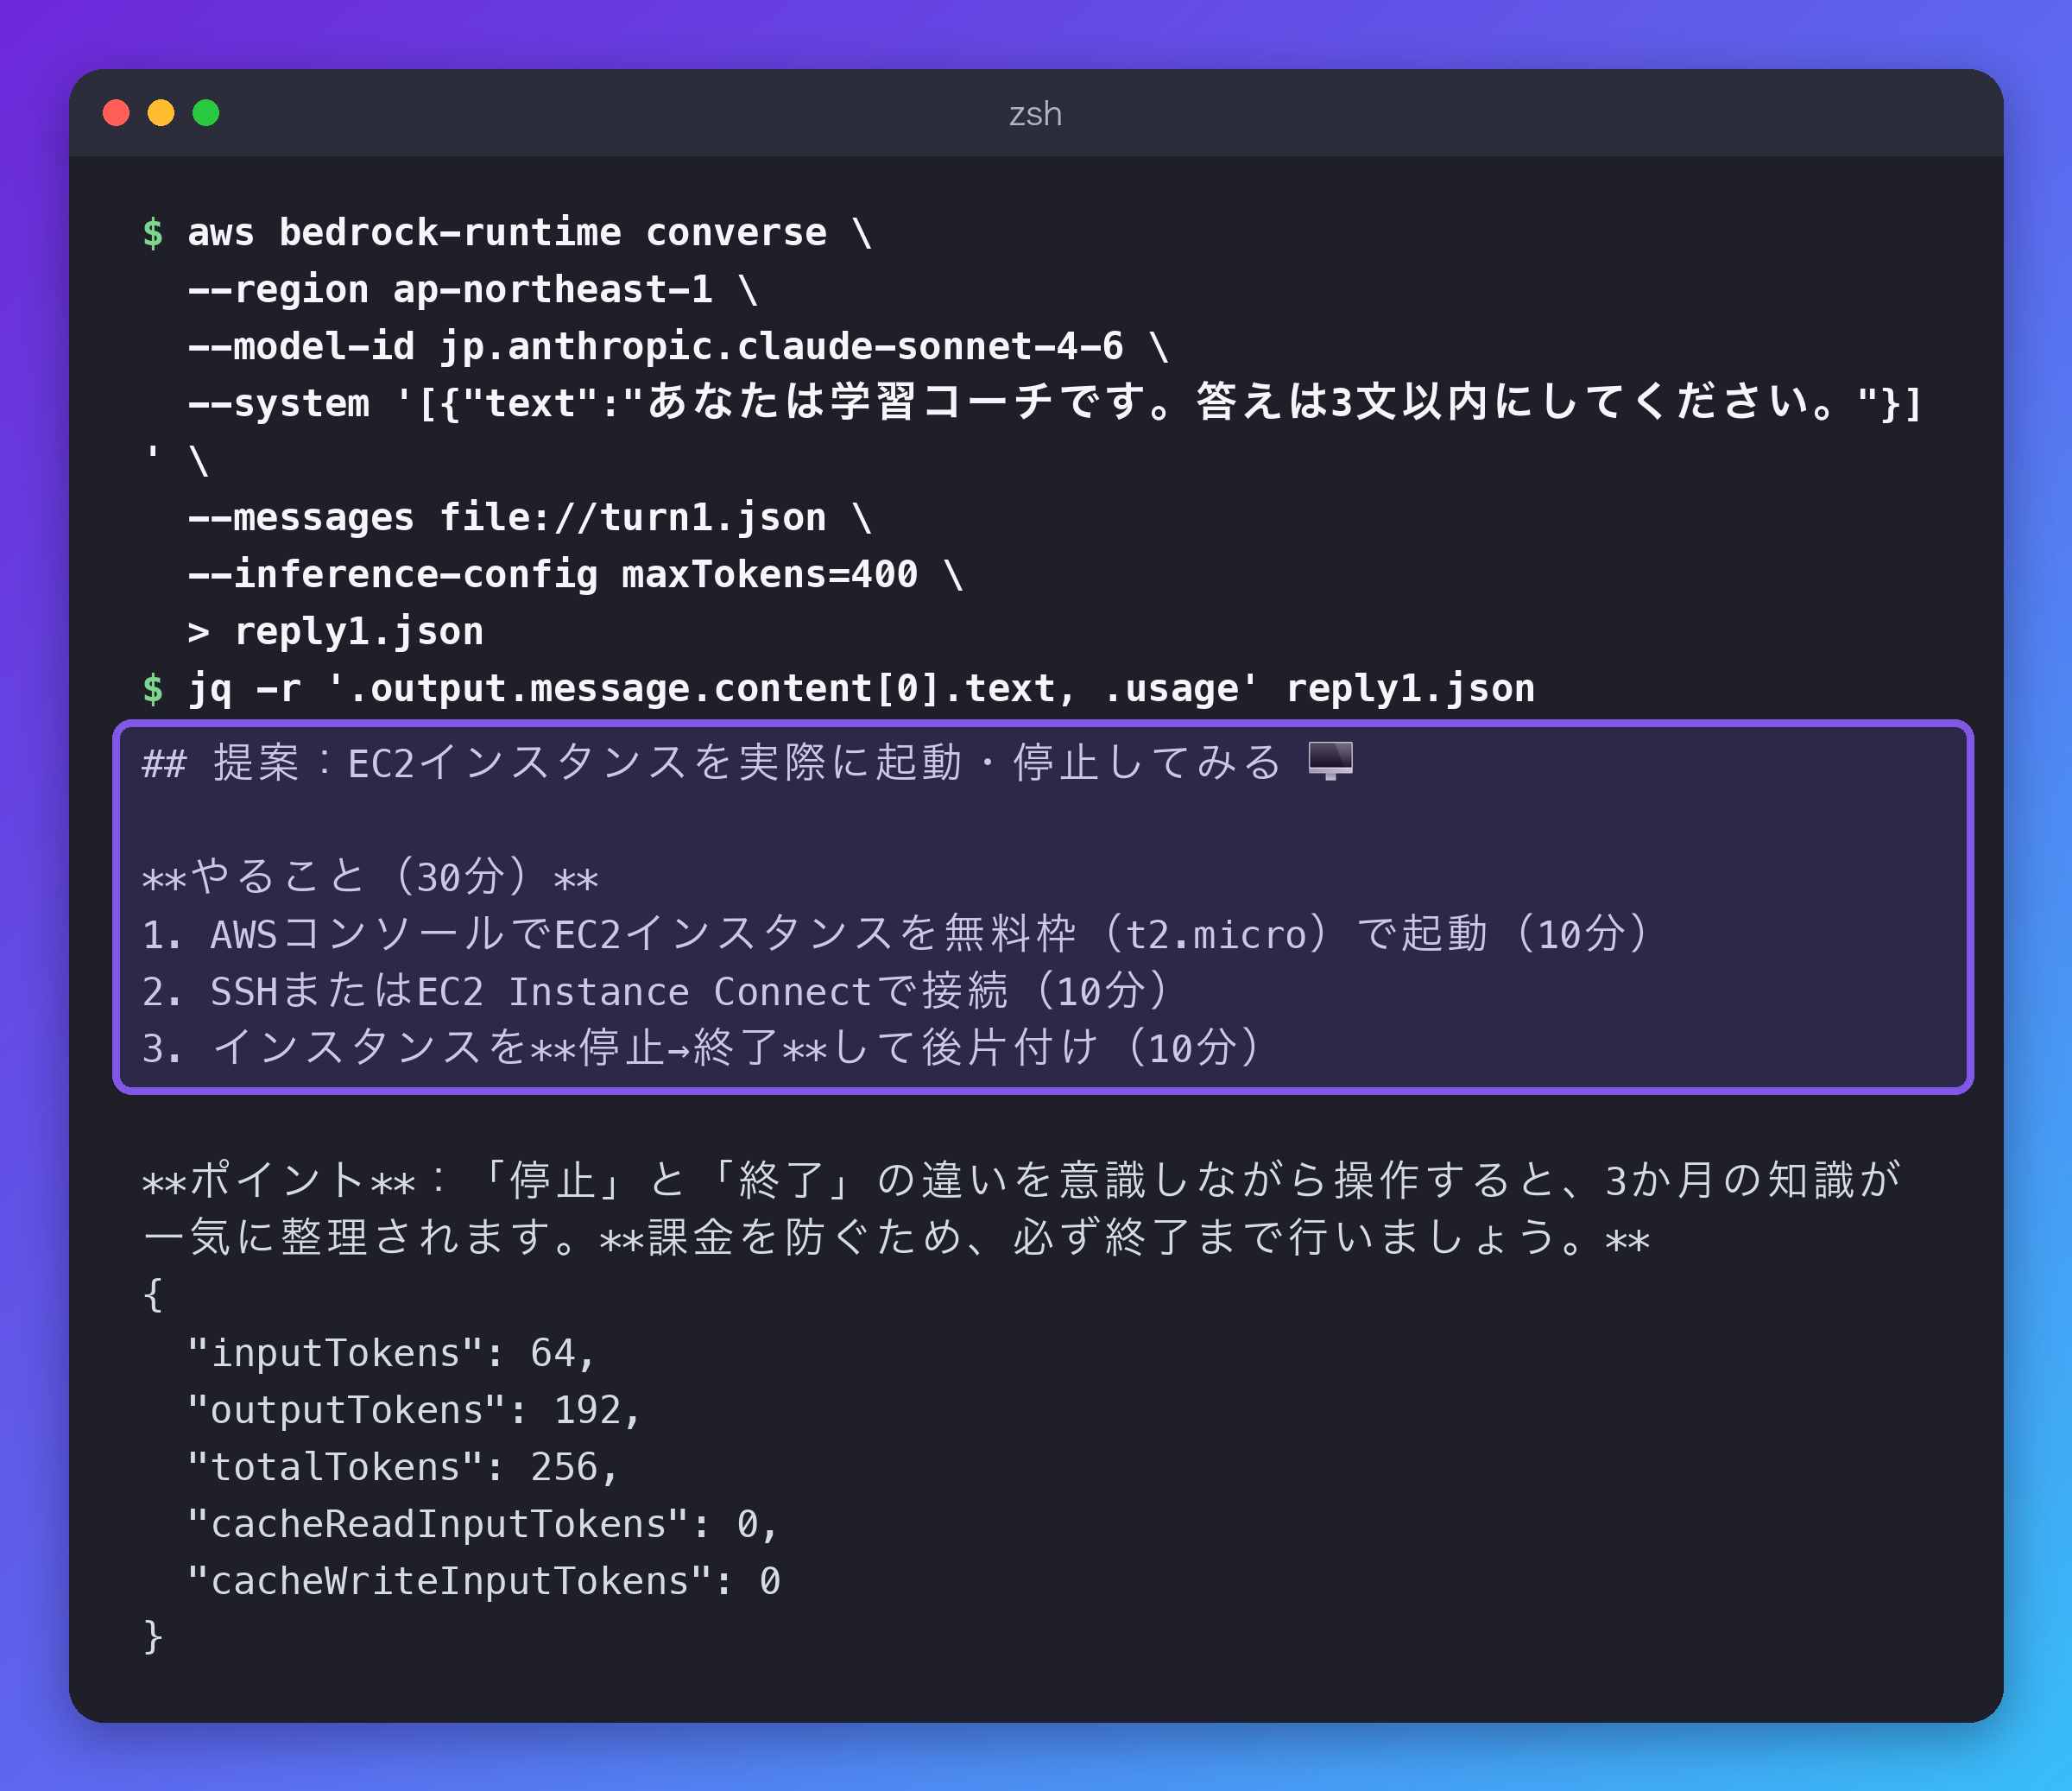 zsh
$ aws bedrock-runtime converse \
  --region ap-northeast-1 \
  --model-id jp.anthropic.claude-sonnet-4-6 \
  --system '[{"text":"あなたは学習コーチです。答えは3文以内にしてください。"}]
' \
  --messages file://turn1.json \
  --inference-config maxTokens=400 \
  > reply1.json
$ jq -r '.output.message.content[0].text, .usage' reply1.json
## 提案：EC2インスタンスを実際に起動・停止してみる 🖥️

**やること（30分）**
1. AWSコンソールでEC2インスタンスを無料枠（t2.micro）で起動（10分）
2. SSHまたはEC2 Instance Connectで接続（10分）
3. インスタンスを**停止→終了**して後片付け（10分）

**ポイント**：「停止」と「終了」の違いを意識しながら操作すると、3か月の知識が
一気に整理されます。**課金を防ぐため、必ず終了まで行いましょう。**
{
  "inputTokens": 64,
  "outputTokens": 192,
  "totalTokens": 256,
  "cacheReadInputTokens": 0,
  "cacheWriteInputTokens": 0
}